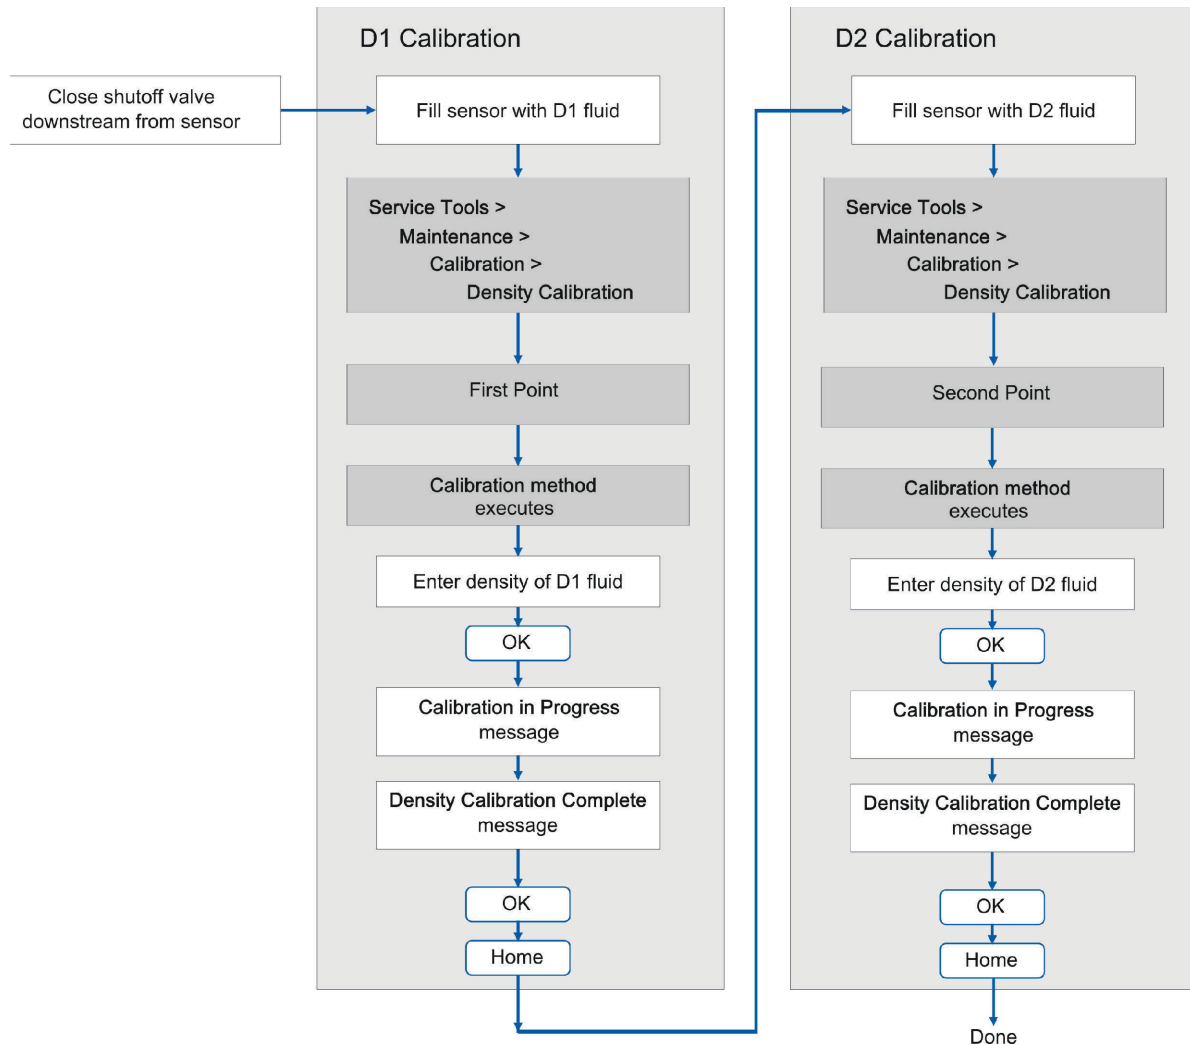 D1 Calibration
Close shutoff valve
downstream from sensor
Fill sensor with D1 fluid
Service Tools >
Maintenance >
Calibration >
Density Calibration
First Point
Calibration method
executes
Enter density of D1 fluid
OK
Calibration in Progress
message
Density Calibration Complete
message
OK
Home
D2 Calibration
Fill sensor with D2 fluid
Service Tools >
Maintenance >
Calibration >
Density Calibration
Second Point
Calibration method
executes
Enter density of D2 fluid
OK
Calibration in Progress
message
Density Calibration Complete
message
OK
Home
Done